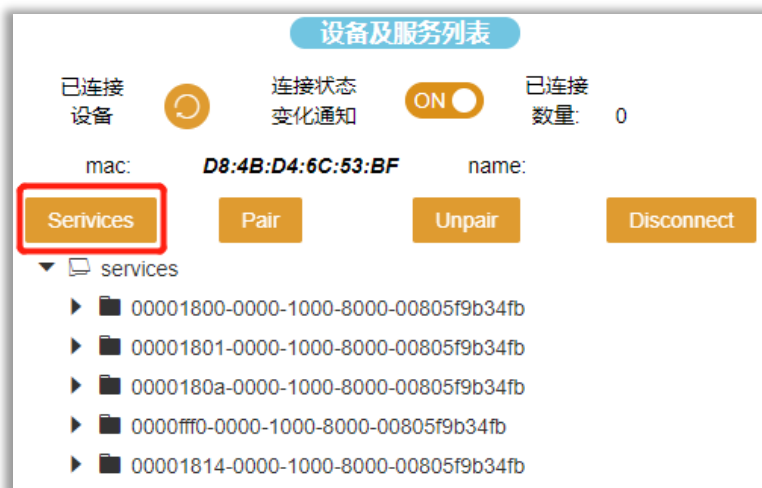 设备及服务列表
已连接
设备
连接状态
变化通知
ON
已连接
数量: 0
mac: D8:4B:D4:6C:53:BF name:
Serivices Pair Unpair Disconnect
services
00001800-0000-1000-8000-00805f9b34fb
00001801-0000-1000-8000-00805f9b34fb
0000180a-0000-1000-8000-00805f9b34fb
0000fff0-0000-1000-8000-00805f9b34fb
00001814-0000-1000-8000-00805f9b34fb